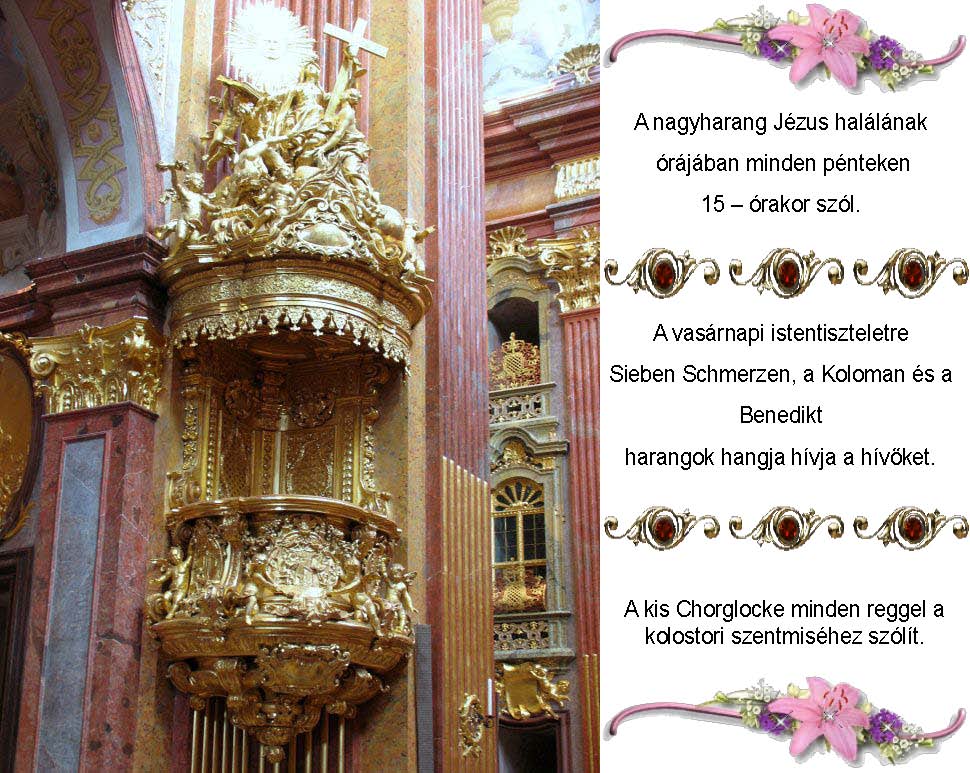 A nagyharang Jézus halálának
órájában minden pénteken
15 – órakor szól.
A vasárnapi istentiszteletre
Sieben Schmerzen, a Koloman és a
Benedikt
harangok hangja hívja a hívőket.
A kis Chorglocke minden reggel a
kolostori szentmiséhez szólít.